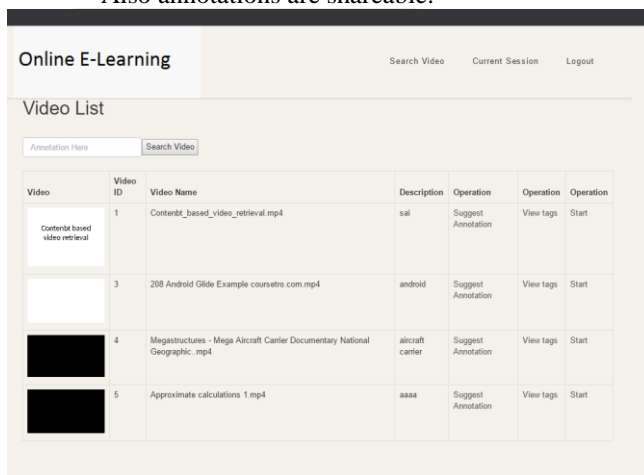 Also annotations are shareable.
Online E-Learning
Search Video Current Session Logout
Video List
Annotation Here Search Video
Video Video ID Video Name Description Operation Operation Operation
Contenbt based
video retrieval
1 Contenbt_based_video_retrieval.mp4 sai Suggest Annotation View tags Start
3 208 Android Glide Example coursetro.com.mp4 android Suggest Annotation View tags Start
4 Megastructures - Mega Aircraft Carrier Documentary National Geographic..mp4 aircraft carrier Suggest Annotation View tags Start
5 Approximate calculations 1.mp4 aaaa Suggest Annotation View tags Start